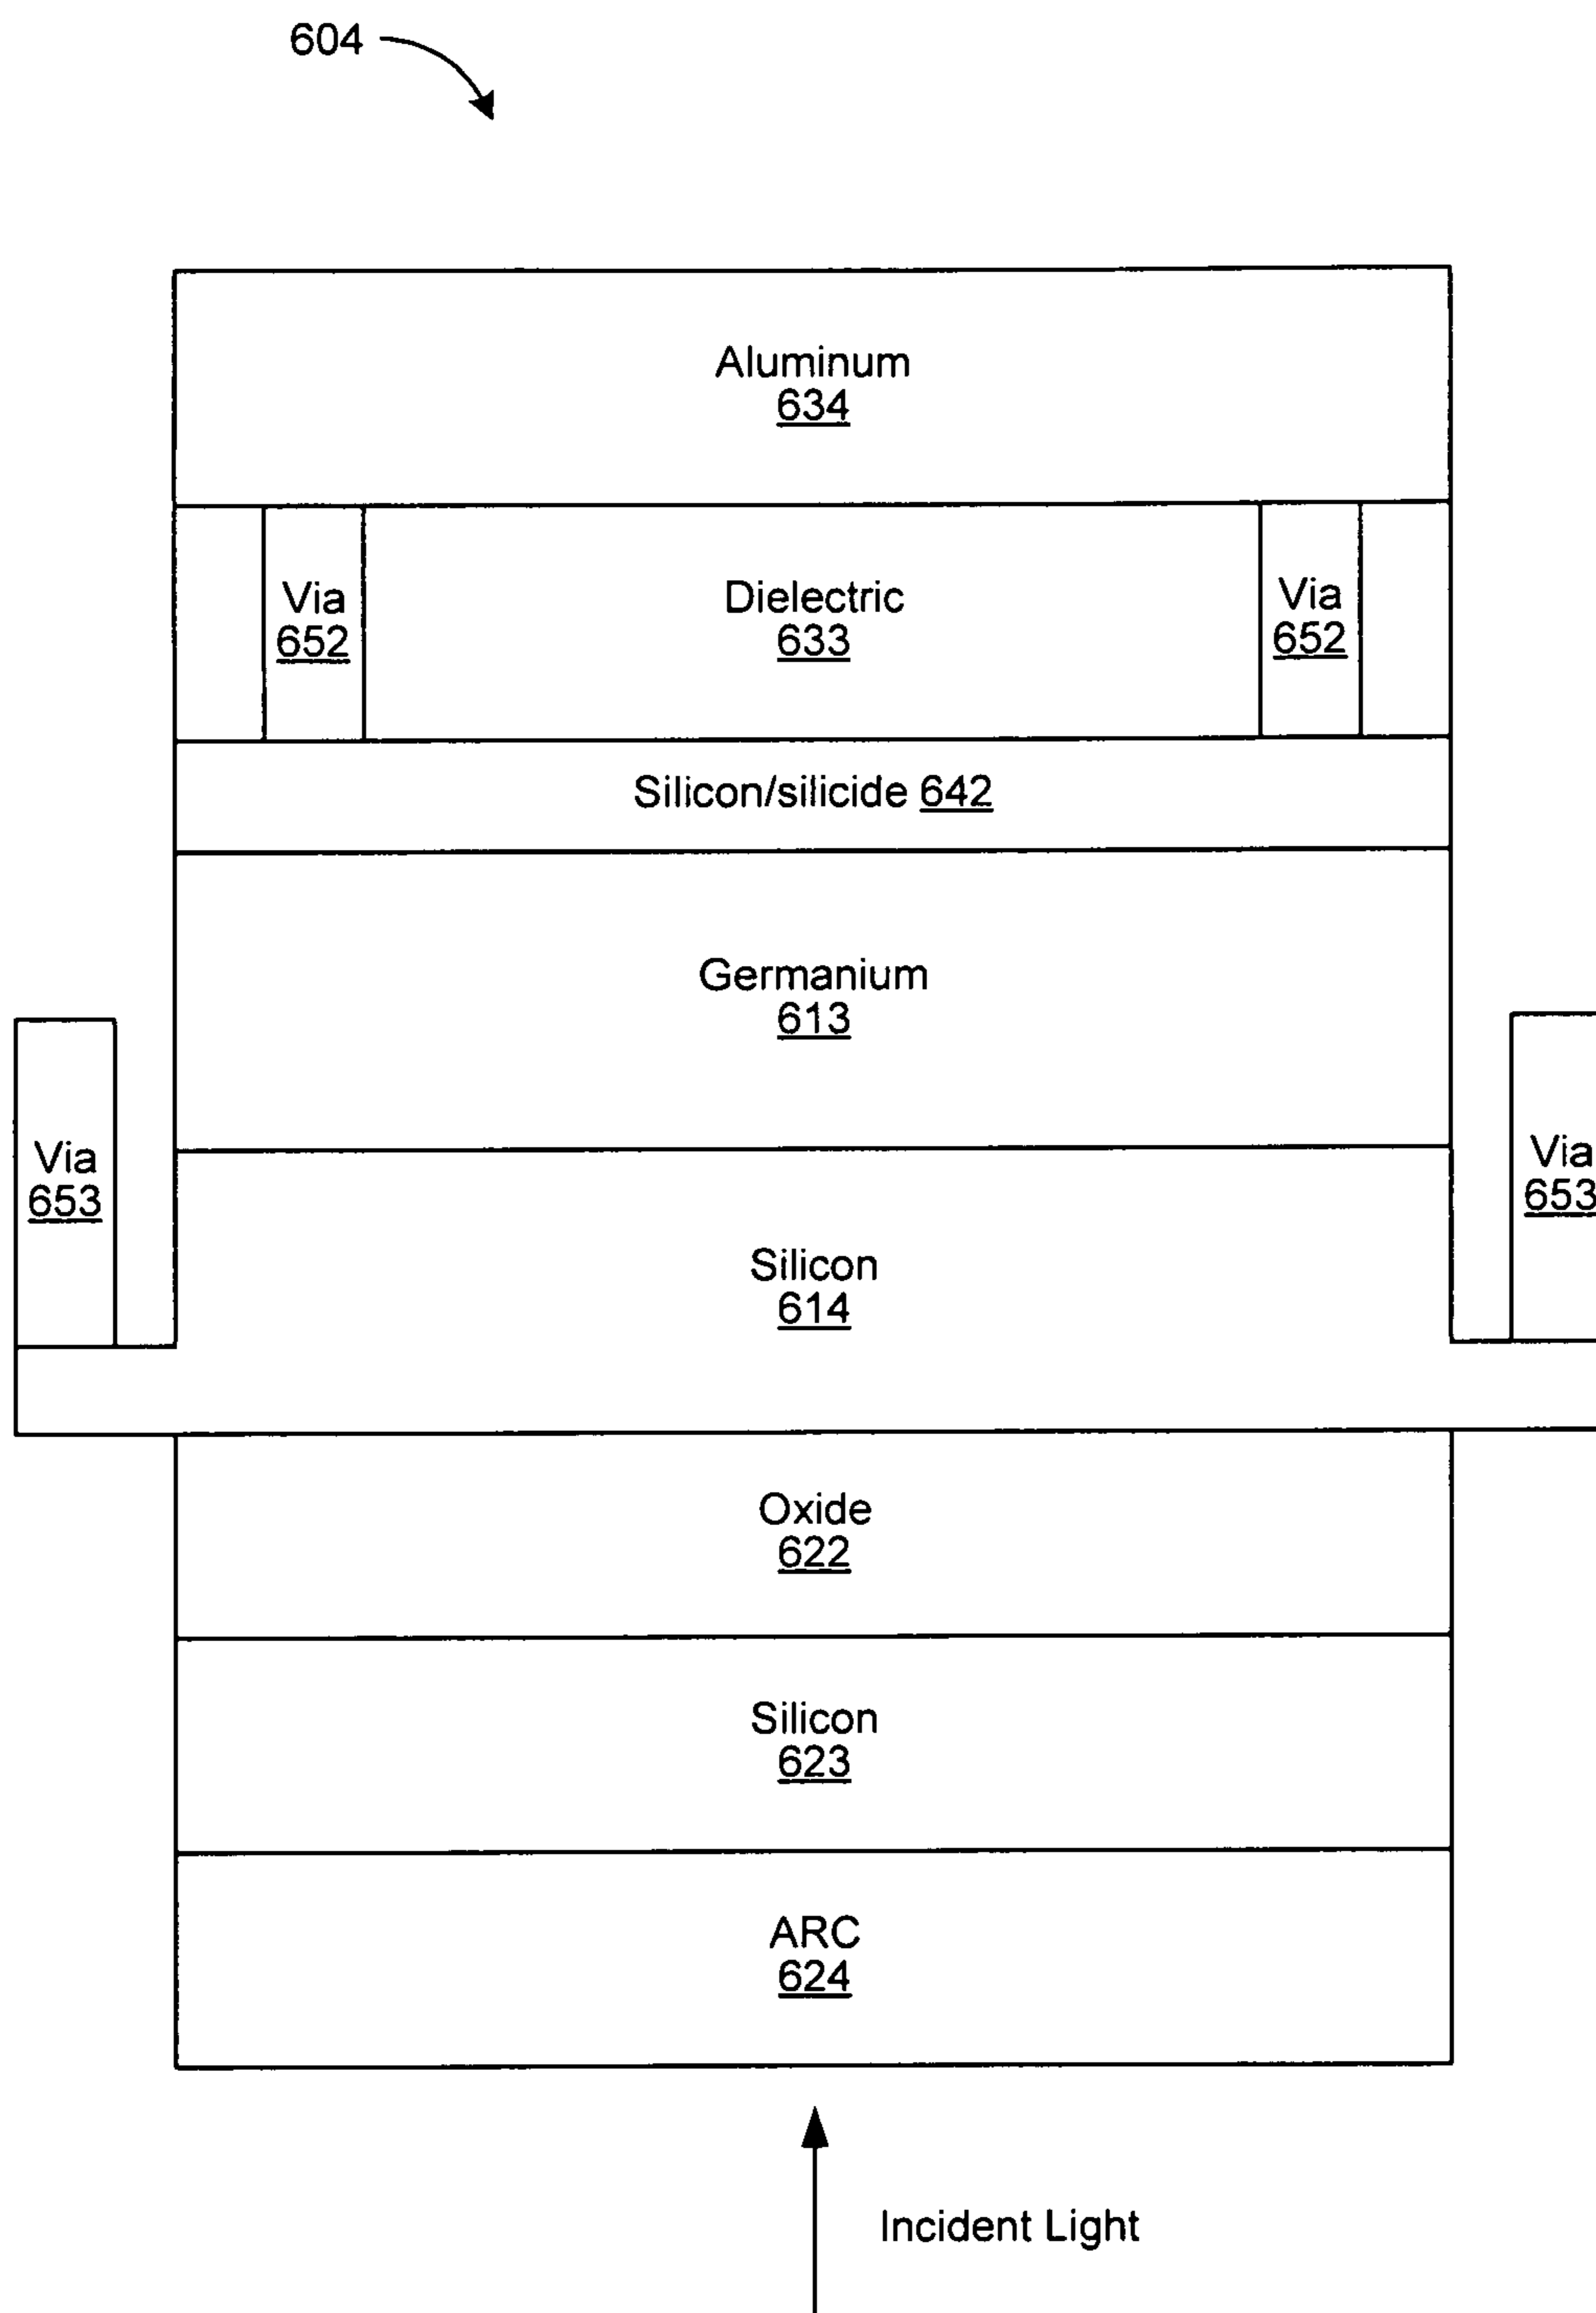 604
Aluminum
634
Via
652
Dielectric
633
Via
652
Silicon/silicide 642
Germanium
613
Via
653
Silicon
614
Via
653
Oxide
622
Silicon
623
ARC
624
Incident Light